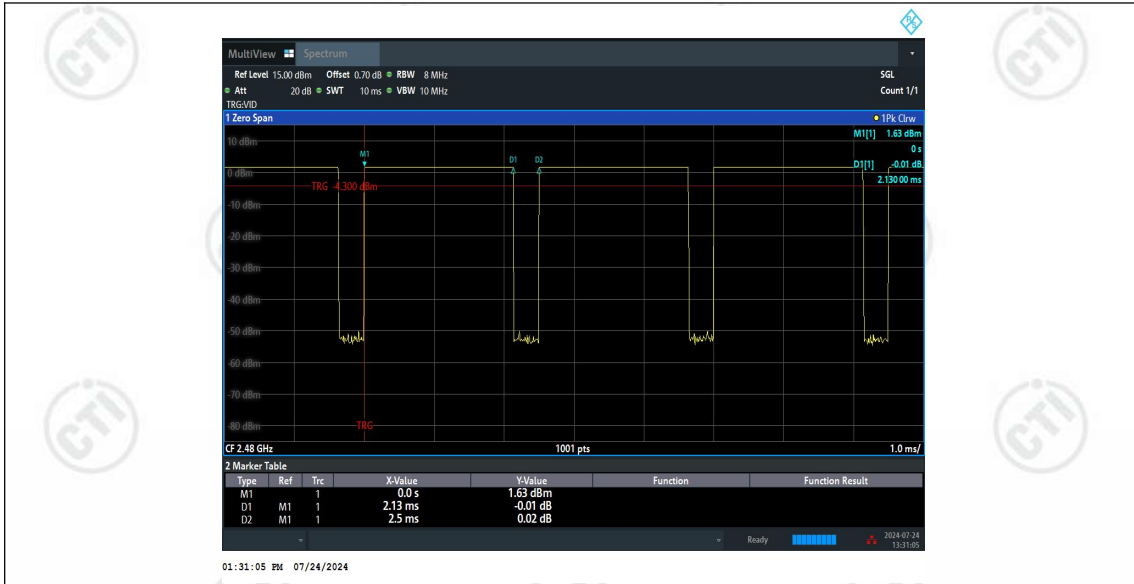 MultiView Spectrum
Ref Level 15.00 dBm Offset 0.70 dB RBW 8 MHz SGL
Att 20 dB SWT 10 ms VBW 10 MHz Count 1/1
TRG:VID
1 Zero Span 1Pk Clrw
M1[1] 1.63 dBm
0 s
D1[1] -0.01 dB
2.130 00 ms
10 dBm
M1
D1 D2
0 dBm
TRG -4.300 dBm
-10 dBm
-20 dBm
-30 dBm
-40 dBm
-50 dBm
-60 dBm
-70 dBm
-80 dBm
TRG
CF 2.48 GHz 1001 pts 1.0 ms/
2 Marker Table
Type Ref Trc X-Value Y-Value Function Function Result
M1 1 0.0 s 1.63 dBm
D1 M1 1 2.13 ms -0.01 dB
D2 M1 1 2.5 ms 0.02 dB
Ready 2024-07-24
13:31:05
01:31:05 PM 07/24/2024
CTI
CTI
CTI
CTI